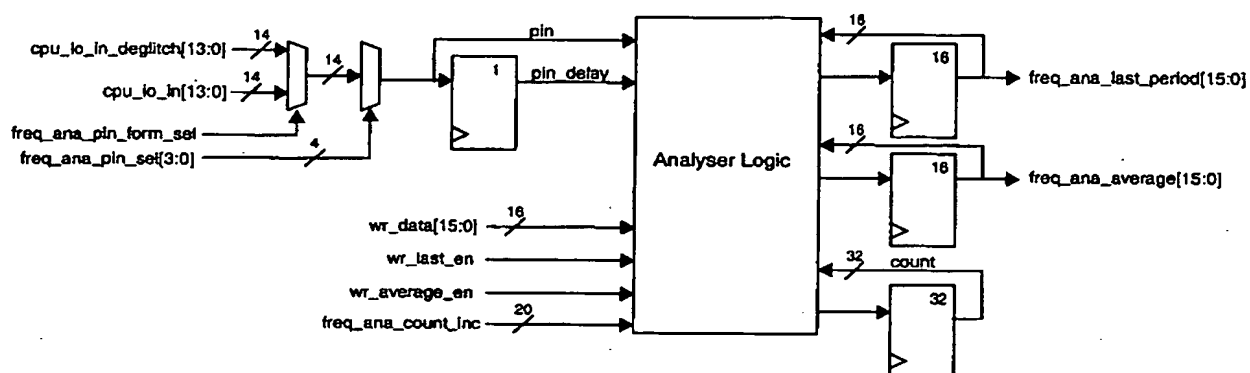 cpu_io_in_deglitch[13:0]
14
cpu_io_in[13:0]
14
14
freq_ana_pin_form_sel
freq_ana_pin_sel[3:0]
4
1
pin
pin_delay
wr_data[15:0]
16
wr_last_en
wr_average_en
freq_ana_count_inc
20
Analyser Logic
16
16
freq_ana_last_period[15:0]
16
16
freq_ana_average[15:0]
32
count
32